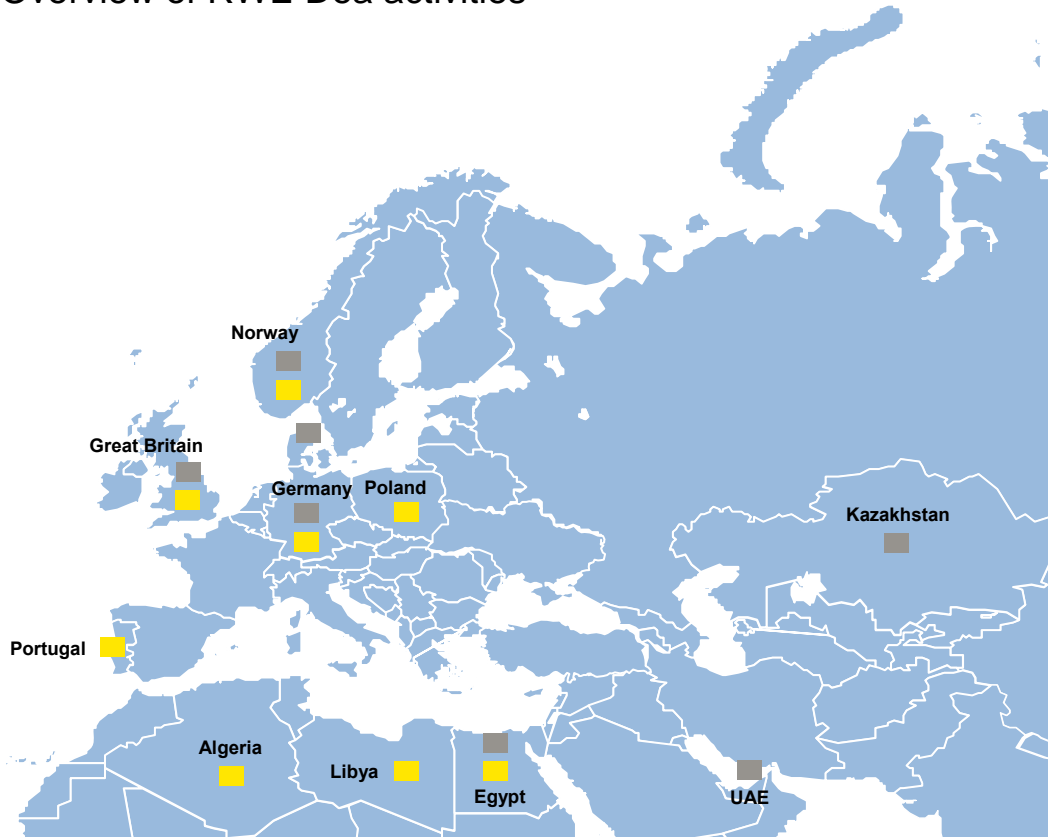 Overview of RWE Dea activities
Norway
Great Britain
Germany
Poland
Kazakhstan
Portugal
Algeria
Libya
Egypt
UAE